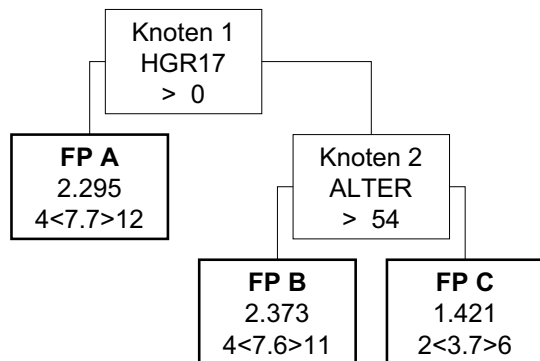 Knoten 1
HGR17
> 0
FP A
2.295
4<7.7>12
Knoten 2
ALTER
> 54
FP B
2.373
4<7.6>11
FP C
1.421
2<3.7>6